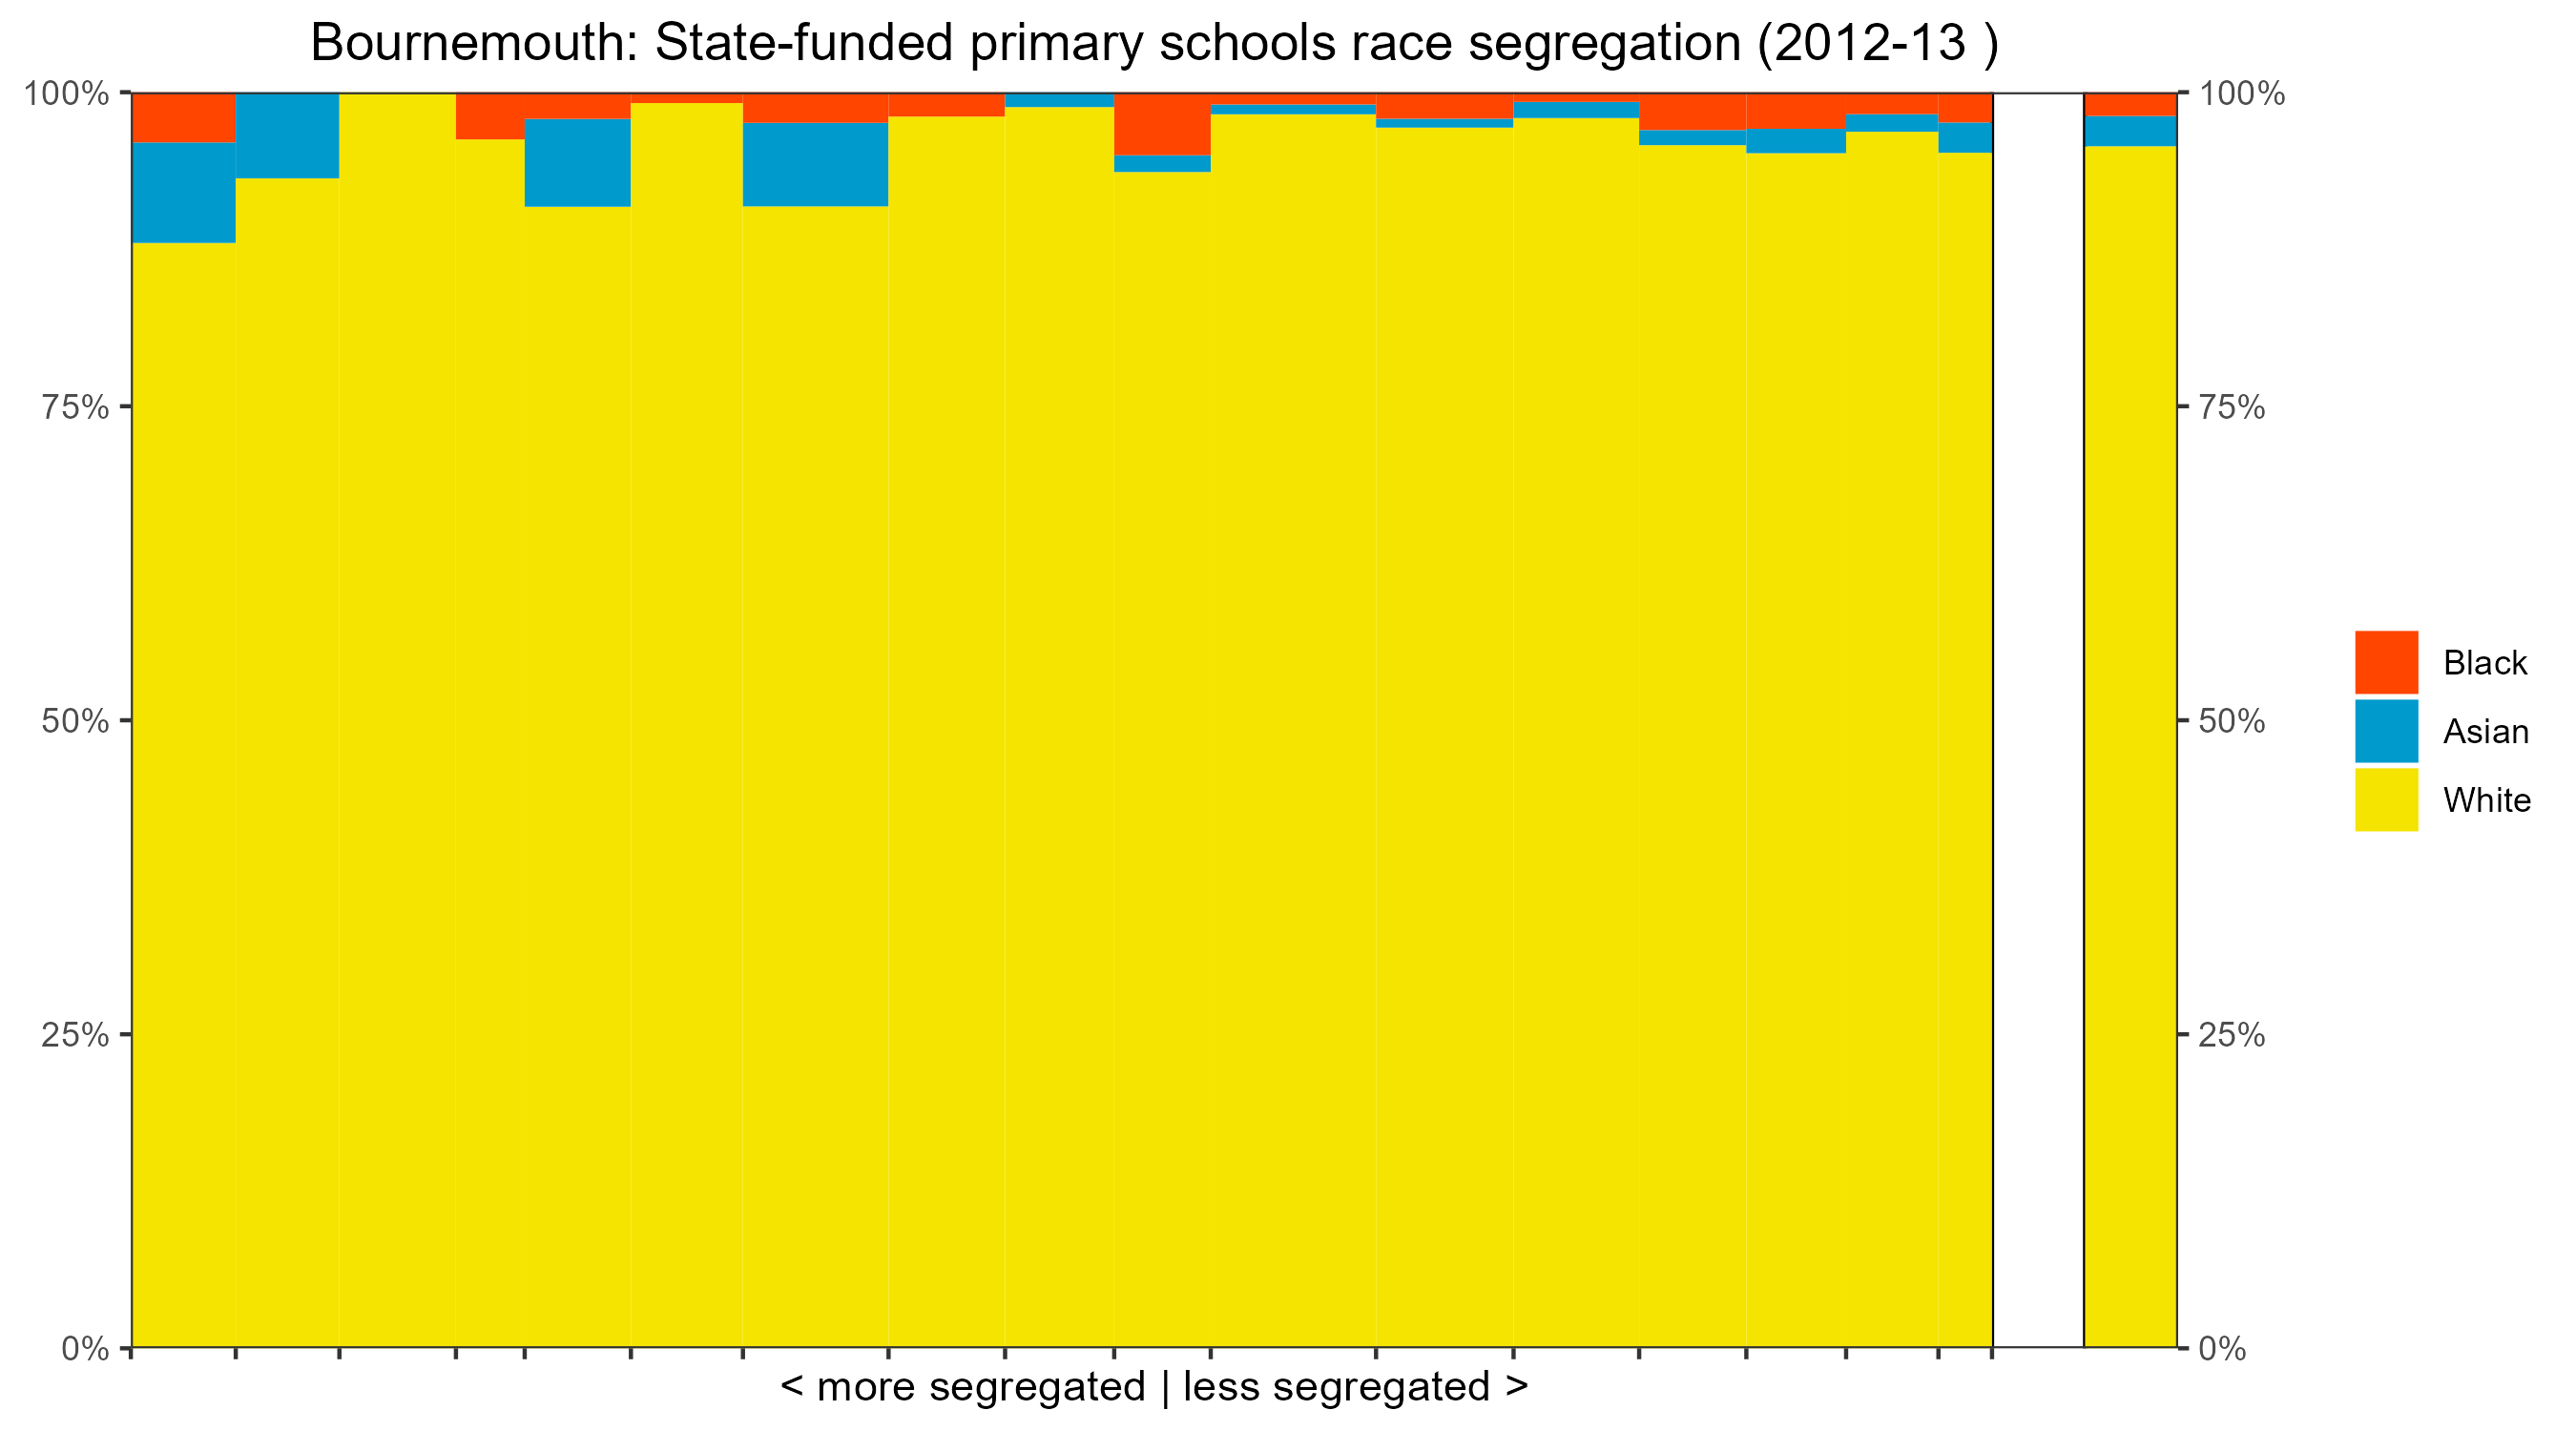 Bournemouth: State-funded primary schools race segregation (2012-13 )
100%
75%
50%
25%
0%
100%
75%
50%
25%
0%
Black
Asian
White
< more segregated | less segregated >